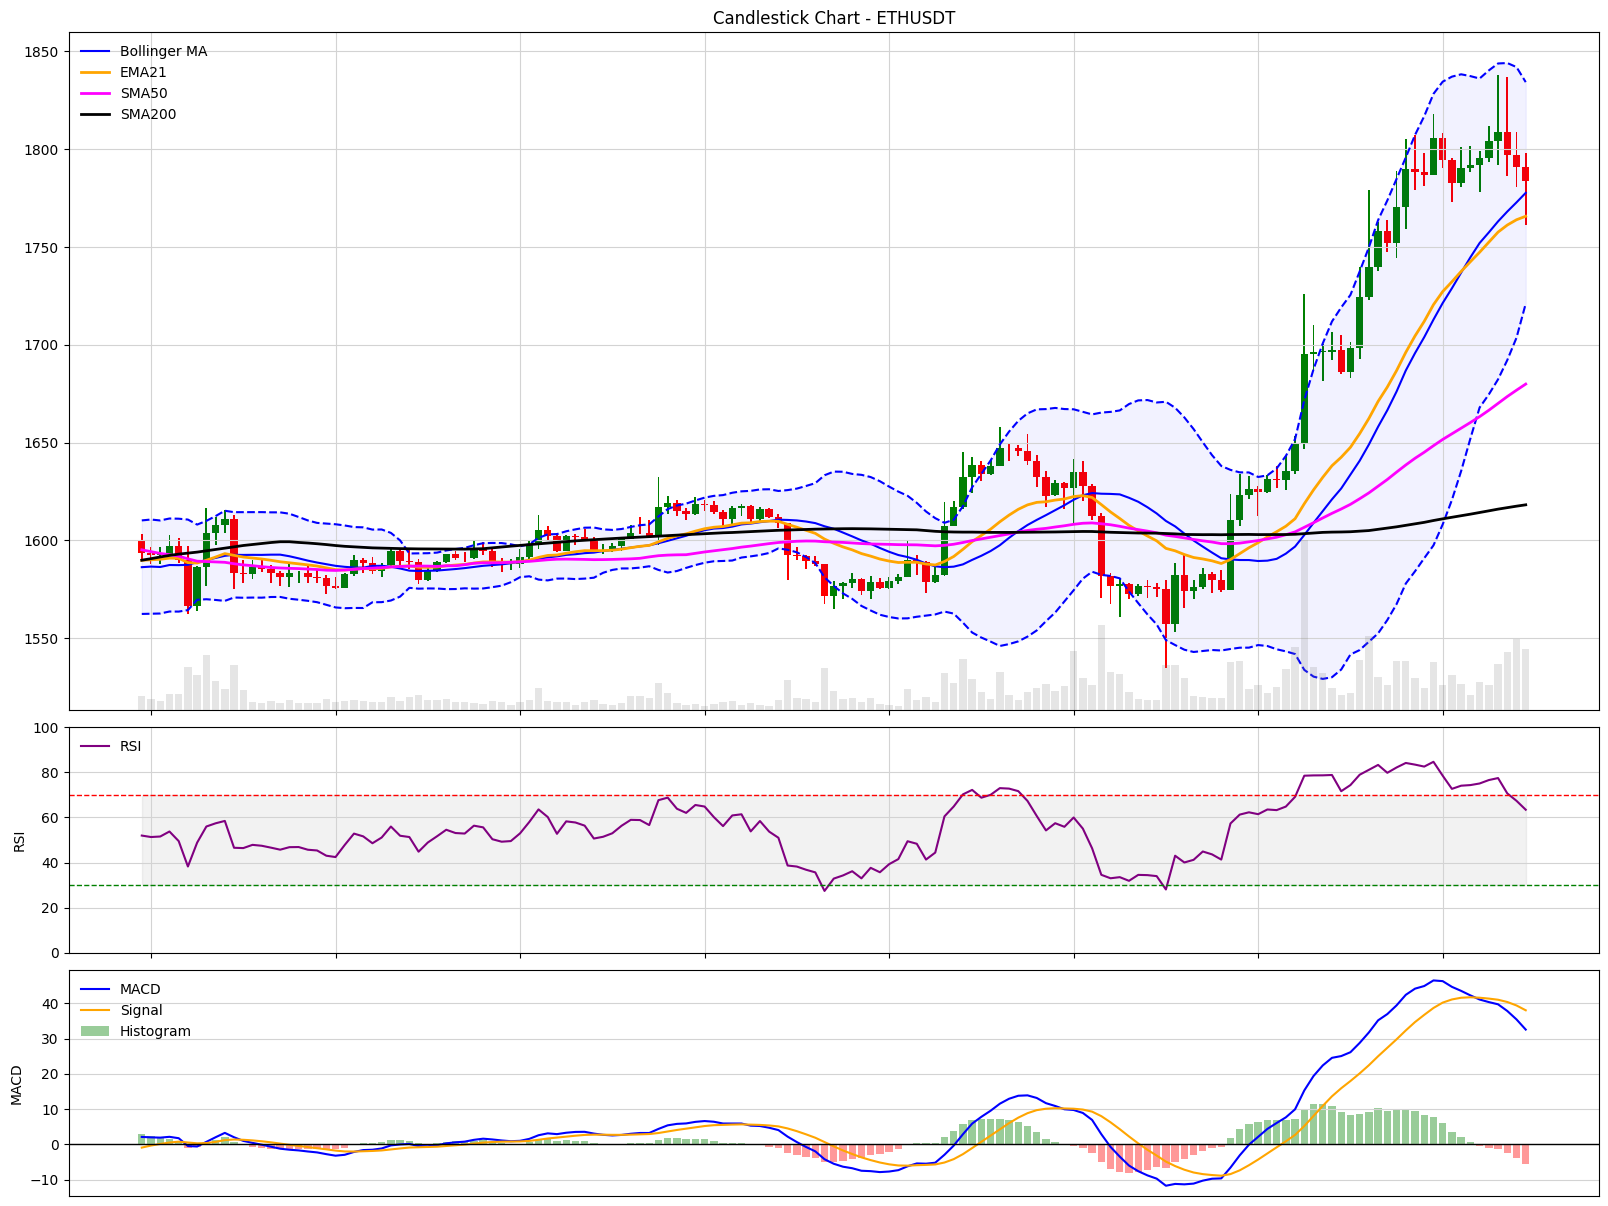 Candlestick Chart - ETHUSDT
1850
1800
1750
1700
1650
1600
1550
Bollinger MA
EMA21
SMA50
SMA200
100
80
60
40
20
0
RSI
RSI
40
30
20
10
0
−10
MACD
MACD
Signal
Histogram